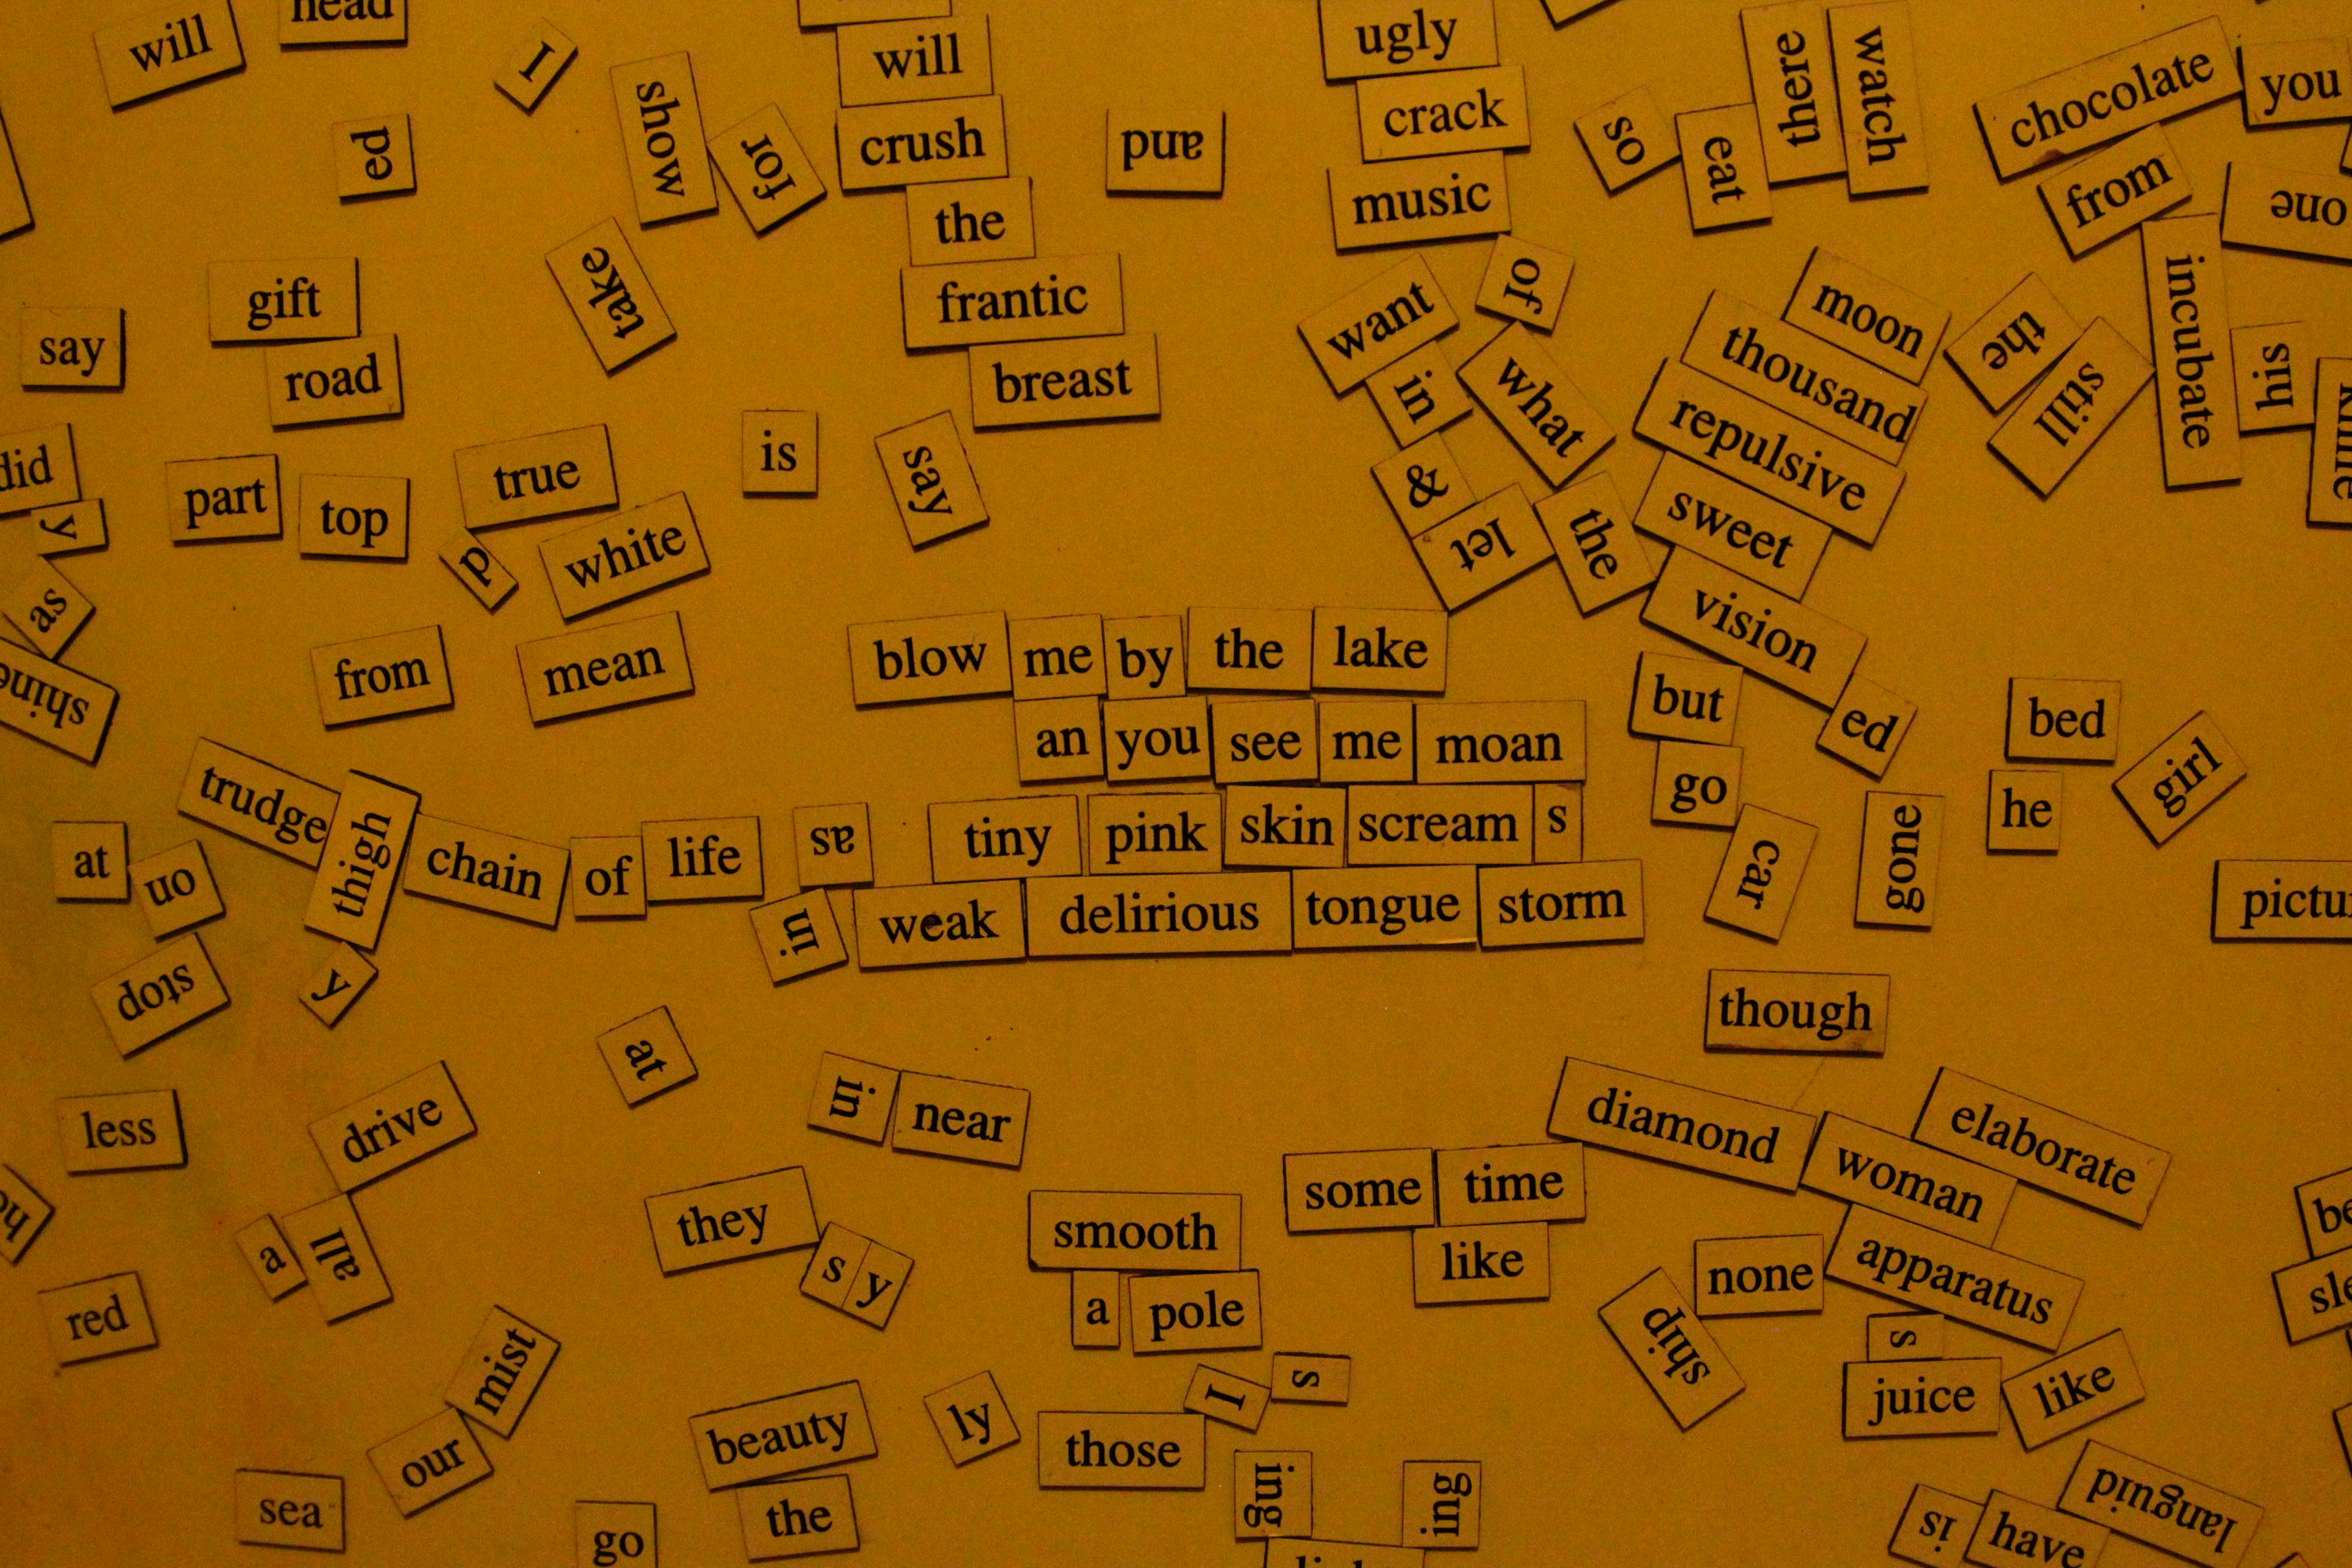 will
head
I
show
for
ed
will
crush
the
frantic
breast
and
ugly
crack
music
of
so
eat
there
watch
chocolate
you
from
one
incubate
his
the
still
moon
thousand
repulsive
sweet
vision
ed
want
in
what
&
let
the
take
gift
road
say
did
y
as
shine
part
top
true
p
white
is
say
from
mean
blow me by the lake
an you see me moan
tiny pink skin scream s
weak delirious tongue storm
as
in
trudge thigh chain of life
y
at
on
stop
but
go
car
gone
bed
he
girl
though
at
in near
less
drive
a all
red
they
s y
smooth
a pole
some time
like
diamond woman elaborate
apparatus
none
ship
s
juice like
languid
is have
mist
our
sea
go
beauty
the
ly
those
I
s
ing
ing